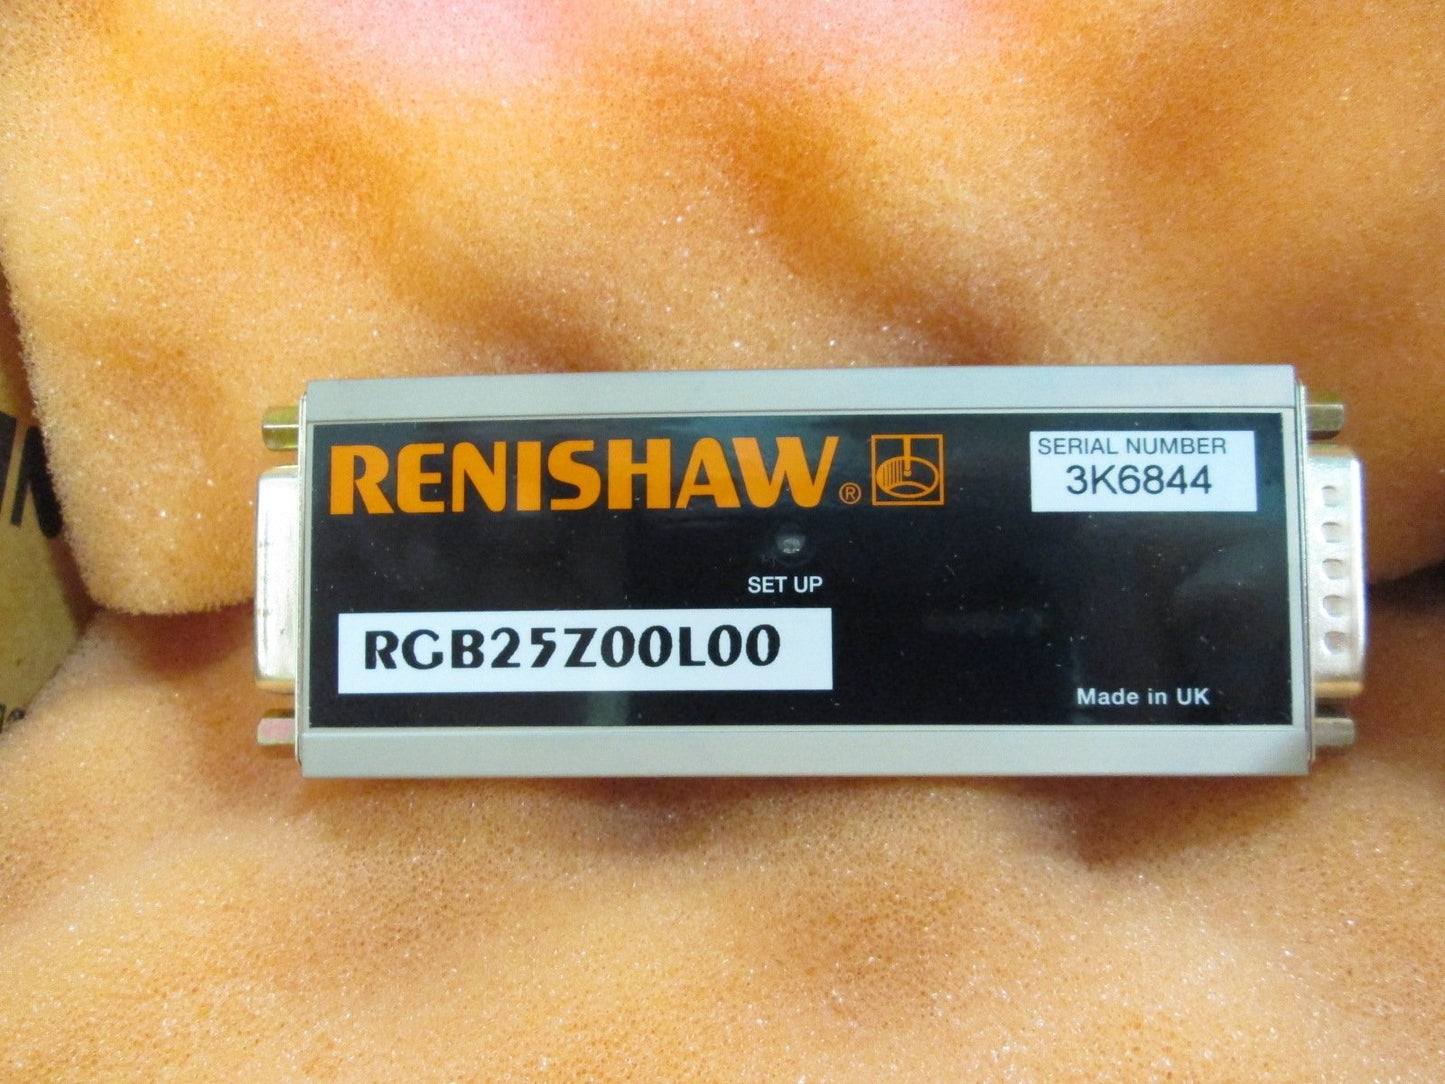 RENISHAW®
SERIAL NUMBER
3K6844
SET UP
RGB25Z00L00
Made in UK